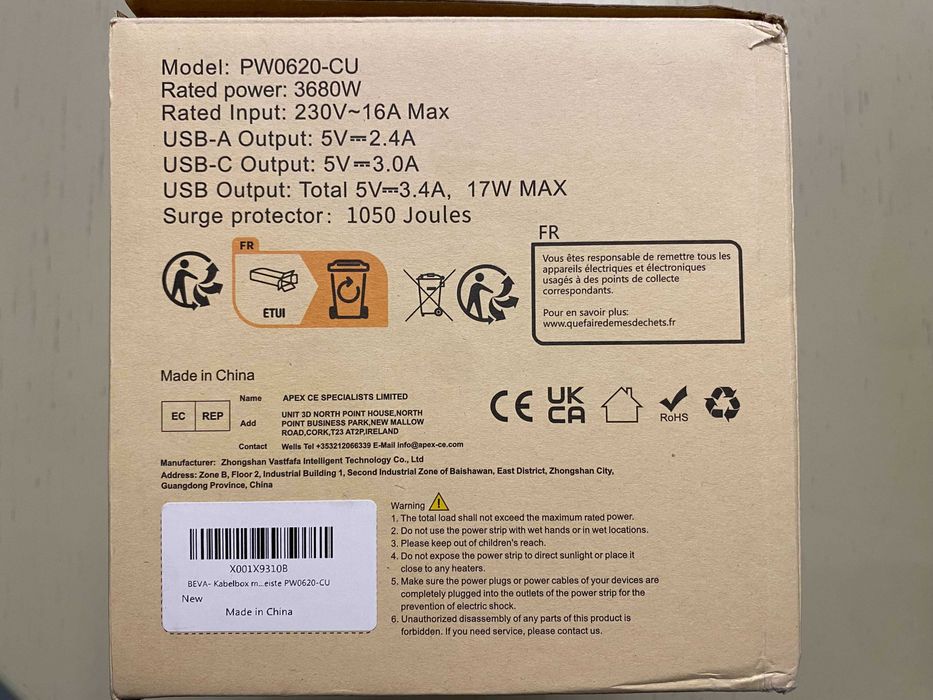 Model: PW0620-CU
Rated power: 3680W
Rated Input: 230V~16A Max
USB-A Output: 5V⎓2.4A
USB-C Output: 5V⎓3.0A
USB Output: Total 5V⎓3.4A, 17W MAX
Surge protector: 1050 Joules
FR
ETUI
FR
Vous êtes responsable de remettre tous les
appareils électriques et électroniques
usagés à des points de collecte
correspondants.
Pour en savoir plus:
www.quefairedemesdechets.fr
Made in China
EC REP
Name APEX CE SPECIALISTS LIMITED
Add UNIT 3D NORTH POINT HOUSE,NORTH
POINT BUSINESS PARK,NEW MALLOW
ROAD,CORK,T23 AT2P,IRELAND
Contact Wells Tel +353212066339 E-Mail info@apex-ce.com
CE
UK
CA
RoHS
Manufacturer: Zhongshan Vastfafa Intelligent Technology Co., Ltd
Address: Zone B, Floor 2, Industrial Building 1, Second Industrial Zone of Baishawan, East District, Zhongshan City,
Guangdong Province, China
X001X9310B
BEVA- Kabelbox m...eiste PW0620-CU
New
Made in China
Warning
1. The total load shall not exceed the maximum rated power.
2. Do not use the power strip with wet hands or in wet locations.
3. Please keep out of children's reach.
4. Do not expose the power strip to direct sunlight or place it
close to any heaters.
5. Make sure the power plugs or power cables of your devices are
completely plugged into the outlets of the power strip for the
prevention of electric shock.
6. Unauthorized disassembly of any parts of this product is
forbidden. If you need service, please contact us.